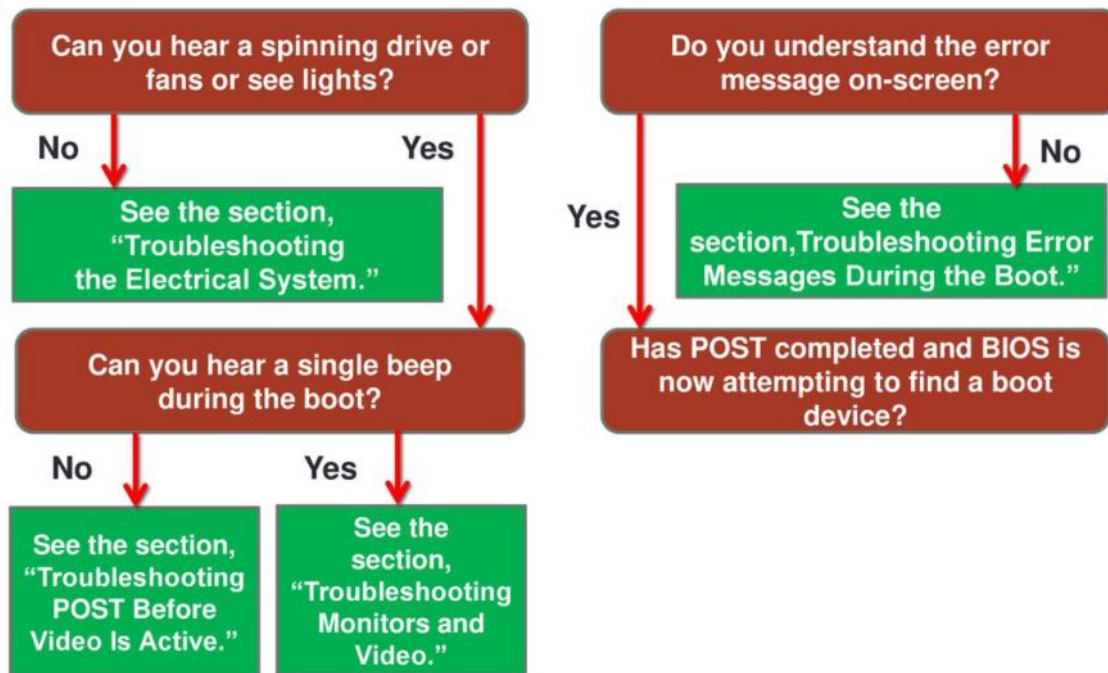 Can you hear a spinning drive or
fans or see lights?
No
Yes
See the section,
“Troubleshooting
the Electrical System.”
Can you hear a single beep
during the boot?
No
Yes
See the section,
“Troubleshooting
POST Before
Video Is Active.”
See the
section,
“Troubleshooting
Monitors and
Video.”
Do you understand the error
message on-screen?
No
Yes
See the
section,Troubleshooting Error
Messages During the Boot.”
Has POST completed and BIOS is
now attempting to find a boot
device?